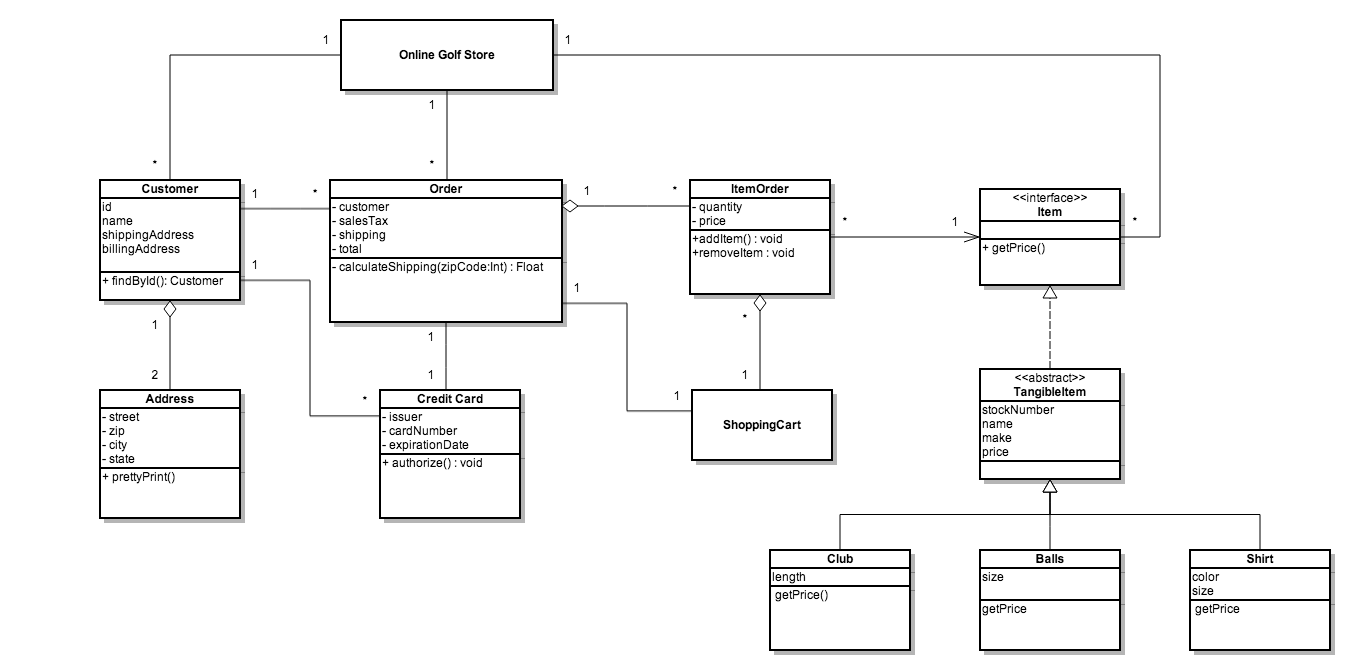 1
Online Golf Store
1
1
*
*
Customer
id
name
shippingAddress
billingAddress
+ findById(): Customer
1
*
1
Order
- customer
- salesTax
- shipping
- total
- calculateShipping(zipCode:Int) : Float
1
*
1
ItemOrder
- quantity
- price
+addItem() : void
+removeItem : void
*
1
<<interface>>
Item
+ getPrice()
*
1
2
Address
- street
- zip
- city
- state
+ prettyPrint()
1
1
*
Credit Card
- issuer
- cardNumber
- expirationDate
+ authorize() : void
1
*
1
ShoppingCart
<<abstract>>
TangibleItem
stockNumber
name
make
price
Club
length
getPrice()
Balls
size
getPrice
Shirt
color
size
getPrice